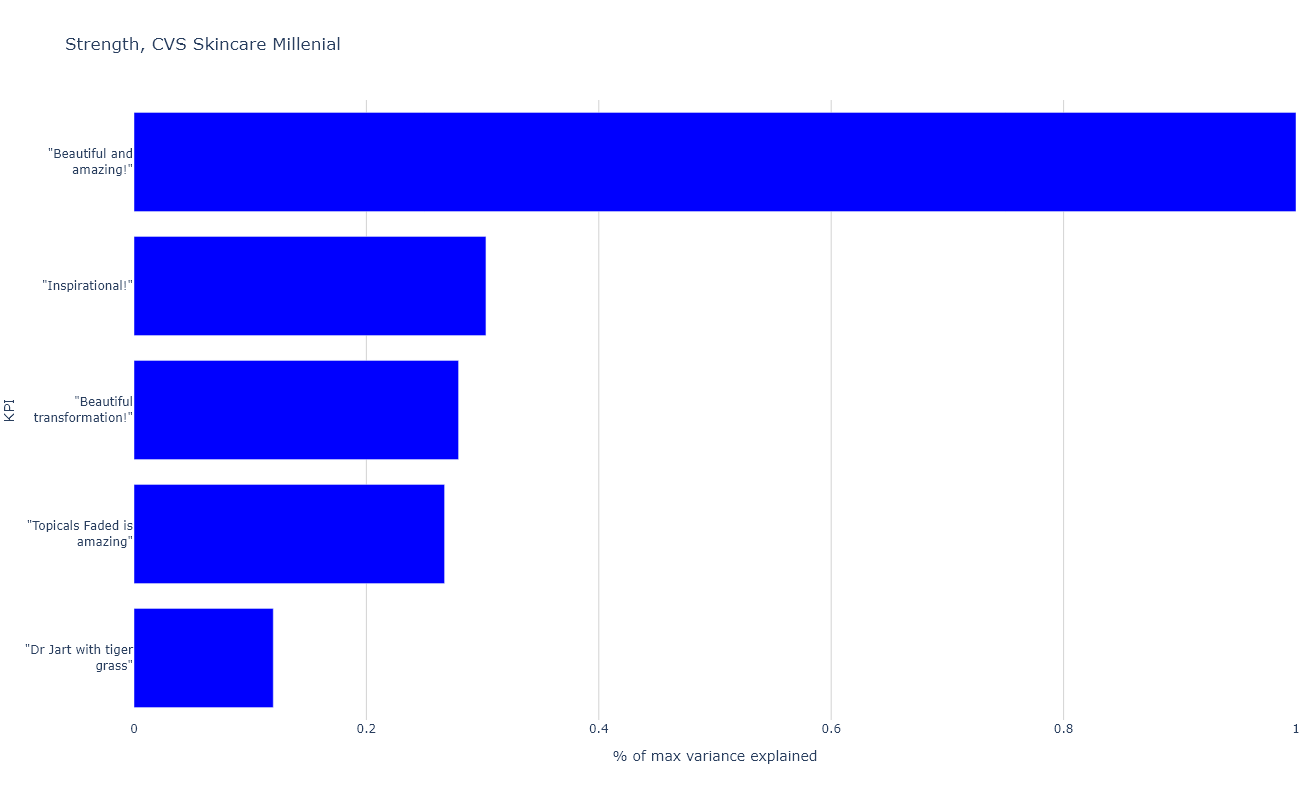 Strength, CVS Skincare Millenial
"Beautiful and
amazing!"
"Inspirational!"
"Beautiful
transformation!"
"Topicals Faded is
amazing"
"Dr Jart with tiger
grass"
KPI
0 0.2 0.4 0.6 0.8 1
% of max variance explained